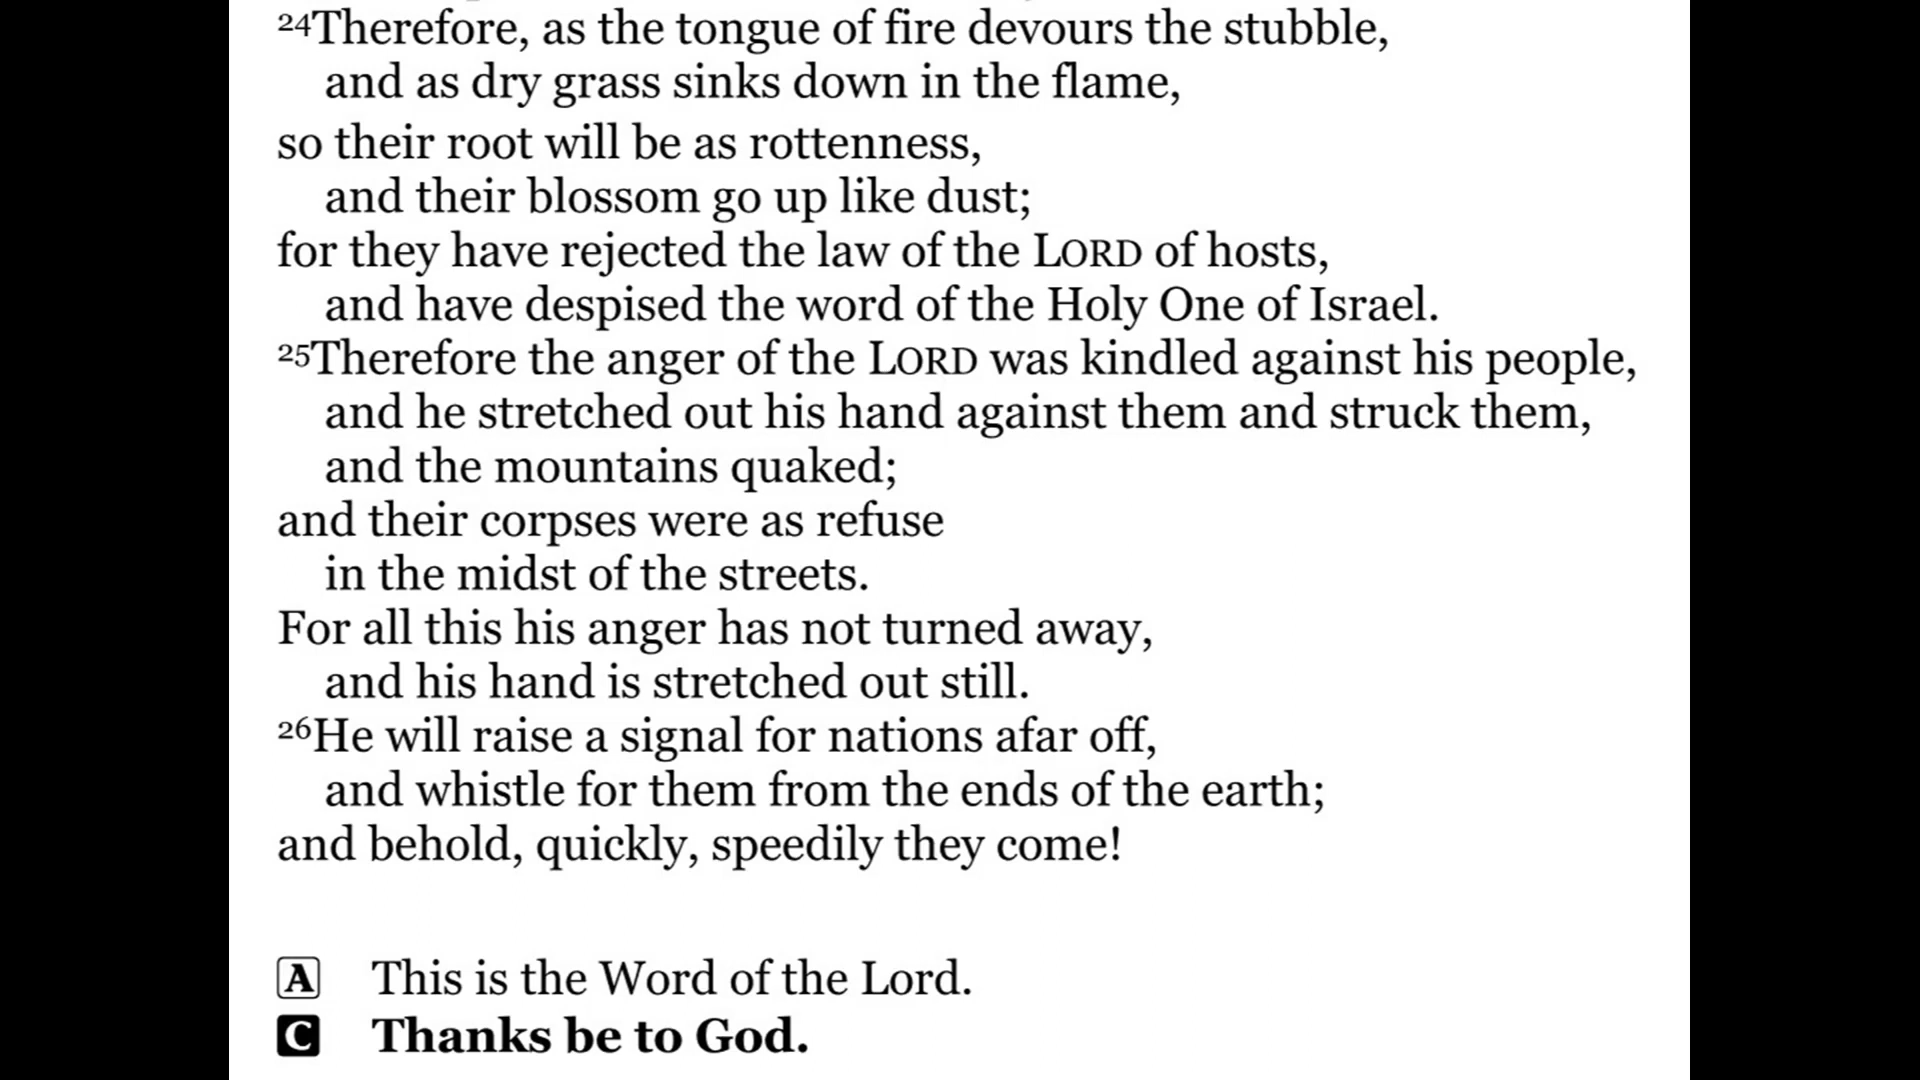 24Therefore, as the tongue of fire devours the stubble,
and as dry grass sinks down in the flame,
so their root will be as rottenness,
and their blossom go up like dust;
for they have rejected the law of the LORD of hosts,
and have despised the word of the Holy One of Israel.
25Therefore the anger of the LORD was kindled against his people,
and he stretched out his hand against them and struck them,
and the mountains quaked;
and their corpses were as refuse
in the midst of the streets.
For all this his anger has not turned away,
and his hand is stretched out still.
26He will raise a signal for nations afar off,
and whistle for them from the ends of the earth;
and behold, quickly, speedily they come!
A This is the Word of the Lord.
C Thanks be to God.